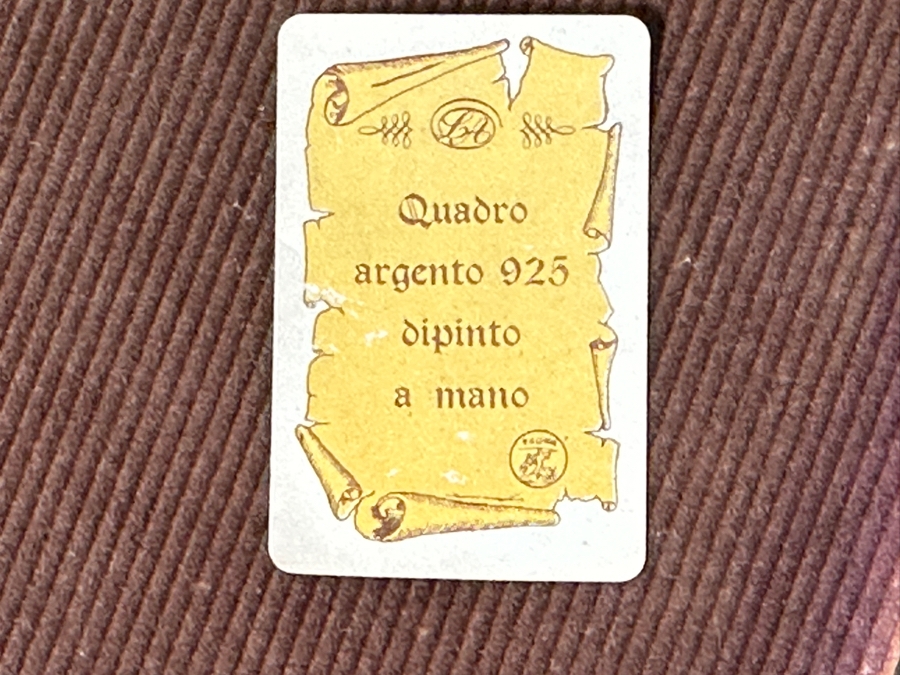 Quadro
argento 925
dipinto
a mano